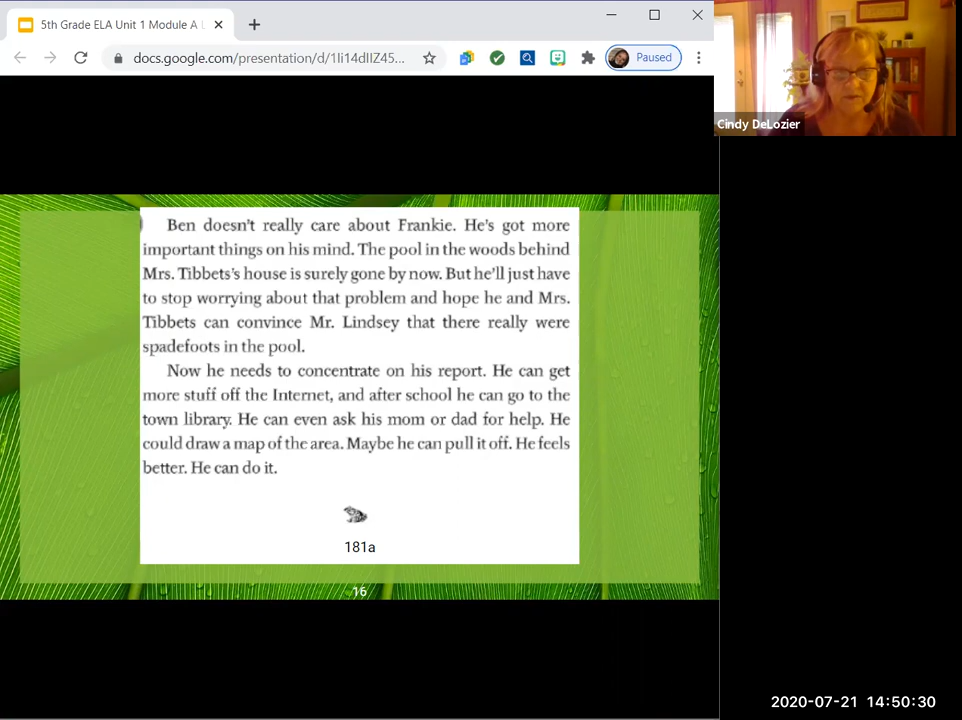 5th Grade ELA Unit 1 Module A L
docs.google.com/presentation/d/1Ii14dIIZ45...
Paused
Cindy DeLozier
Ben doesn't really care about Frankie. He's got more
important things on his mind. The pool in the woods behind
Mrs. Tibbets's house is surely gone by now. But he'll just have
to stop worrying about that problem and hope he and Mrs.
Tibbets can convince Mr. Lindsey that there really were
spadefoots in the pool.
Now he needs to concentrate on his report. He can get
more stuff off the Internet, and after school he can go to the
town library. He can even ask his mom or dad for help. He
could draw a map of the area. Maybe he can pull it off. He feels
better. He can do it.
181a
16
2020-07-21 14:50:30